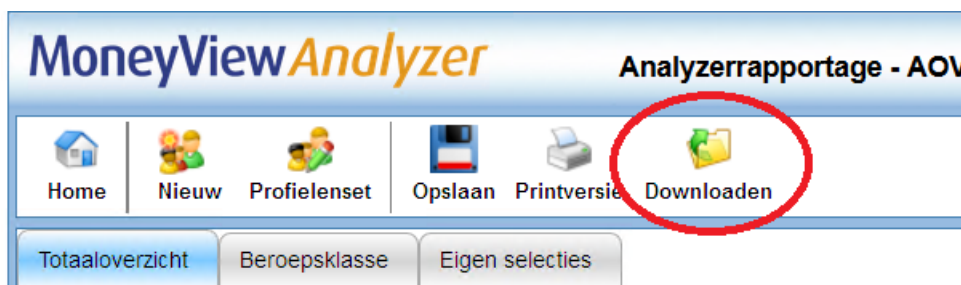 MoneyViewAnalyzer
Analyzerrapportage - AOV
Home Nieuw Profielenset Opslaan Printversie Downloaden
Totaaloverzicht Beroepsklasse Eigen selecties